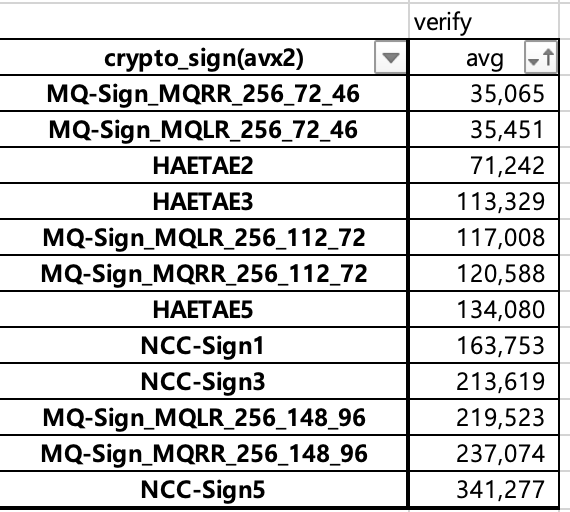 verify
crypto_sign(avx2) avg
MQ-Sign_MQRR_256_72_46 35,065
MQ-Sign_MQLR_256_72_46 35,451
HAETAE2 71,242
HAETAE3 113,329
MQ-Sign_MQLR_256_112_72 117,008
MQ-Sign_MQRR_256_112_72 120,588
HAETAE5 134,080
NCC-Sign1 163,753
NCC-Sign3 213,619
MQ-Sign_MQLR_256_148_96 219,523
MQ-Sign_MQRR_256_148_96 237,074
NCC-Sign5 341,277